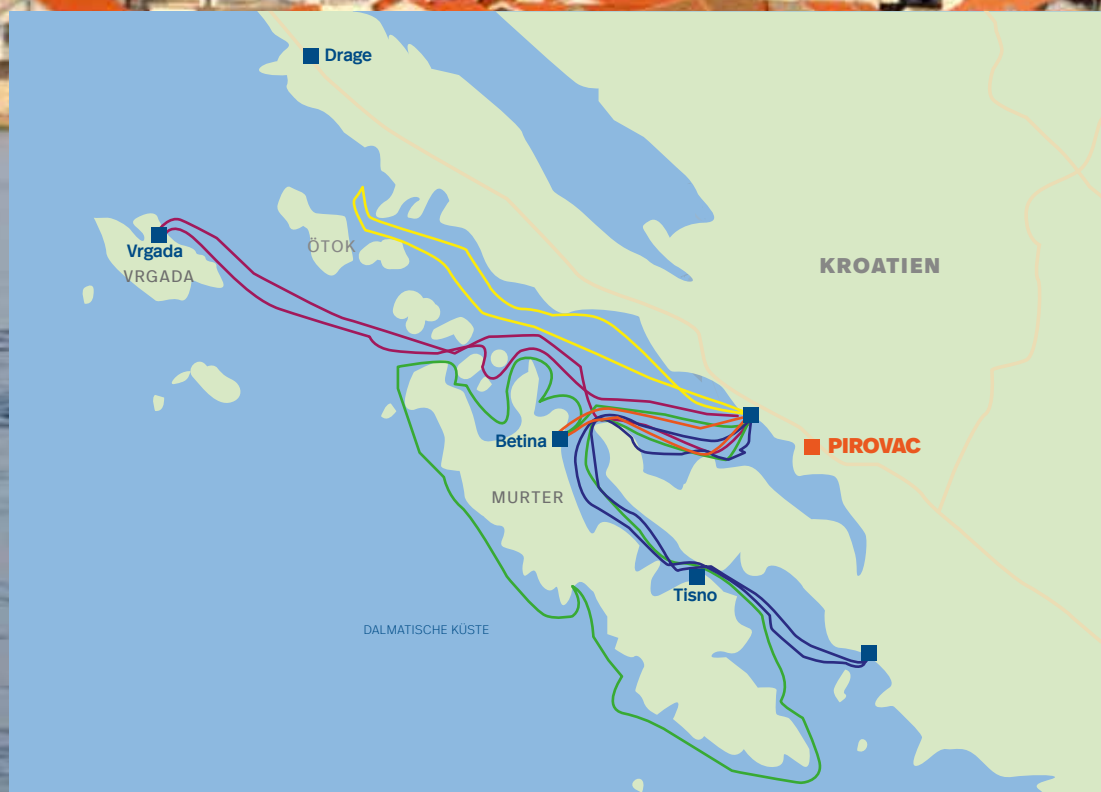 Drage
Vrgada
VRGADA
ÖTOK
KROATIEN
Betina
PIROVAC
MURTER
Tisno
DALMATISCHE KÜSTE